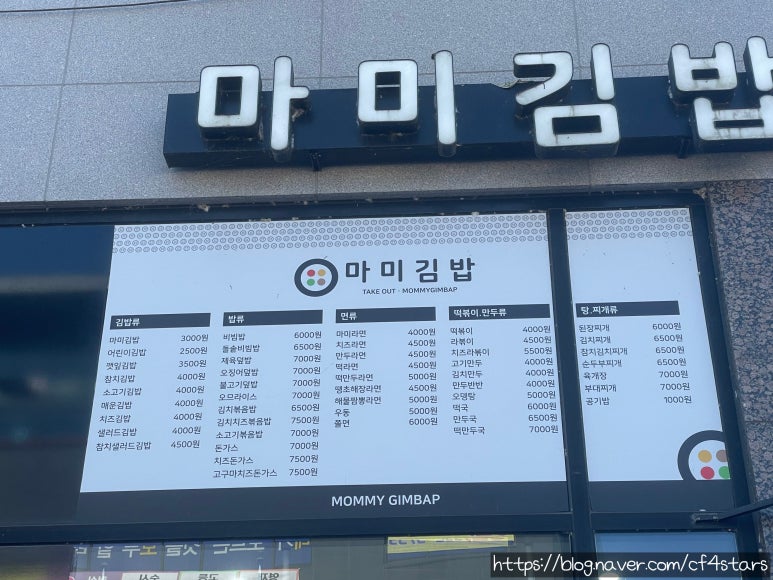 마미김밥
마미김밥
TAKE OUT · MOMMYGIMBAP
김밥류
마미김밥 3000원
어린이김밥 2500원
깻잎김밥 3500원
참치김밥 4000원
소고기김밥 4000원
매운김밥 4000원
치즈김밥 4000원
샐러드김밥 4000원
참치샐러드김밥 4500원
밥류
비빔밥 6000원
돌솥비빔밥 6500원
제육덮밥 7000원
오징어덮밥 7000원
불고기덮밥 7000원
오므라이스 7000원
김치볶음밥 6500원
김치치즈볶음밥 7500원
소고기볶음밥 7000원
돈가스 7000원
치즈돈가스 7500원
고구마치즈돈가스 7500원
면류
마미라면 4000원
치즈라면 4500원
만두라면 4500원
떡라면 4500원
떡만두라면 5000원
땡초해장라면 4500원
해물짬뽕라면 5000원
우동 5000원
쫄면 6000원
떡볶이.만두류
떡볶이 4000원
라볶이 4500원
치즈라볶이 5500원
고기만두 4000원
김치만두 4000원
만두반반 4000원
오뎅탕 5000원
떡국 6000원
만두국 6500원
떡만두국 7000원
탕.찌개류
된장찌개 6000원
김치찌개 6500원
참치김치찌개 6500원
순두부찌개 6500원
육개장 7000원
부대찌개 7000원
공기밥 1000원
MOMMY GIMBAP
https://blog.naver.com/cf4stars